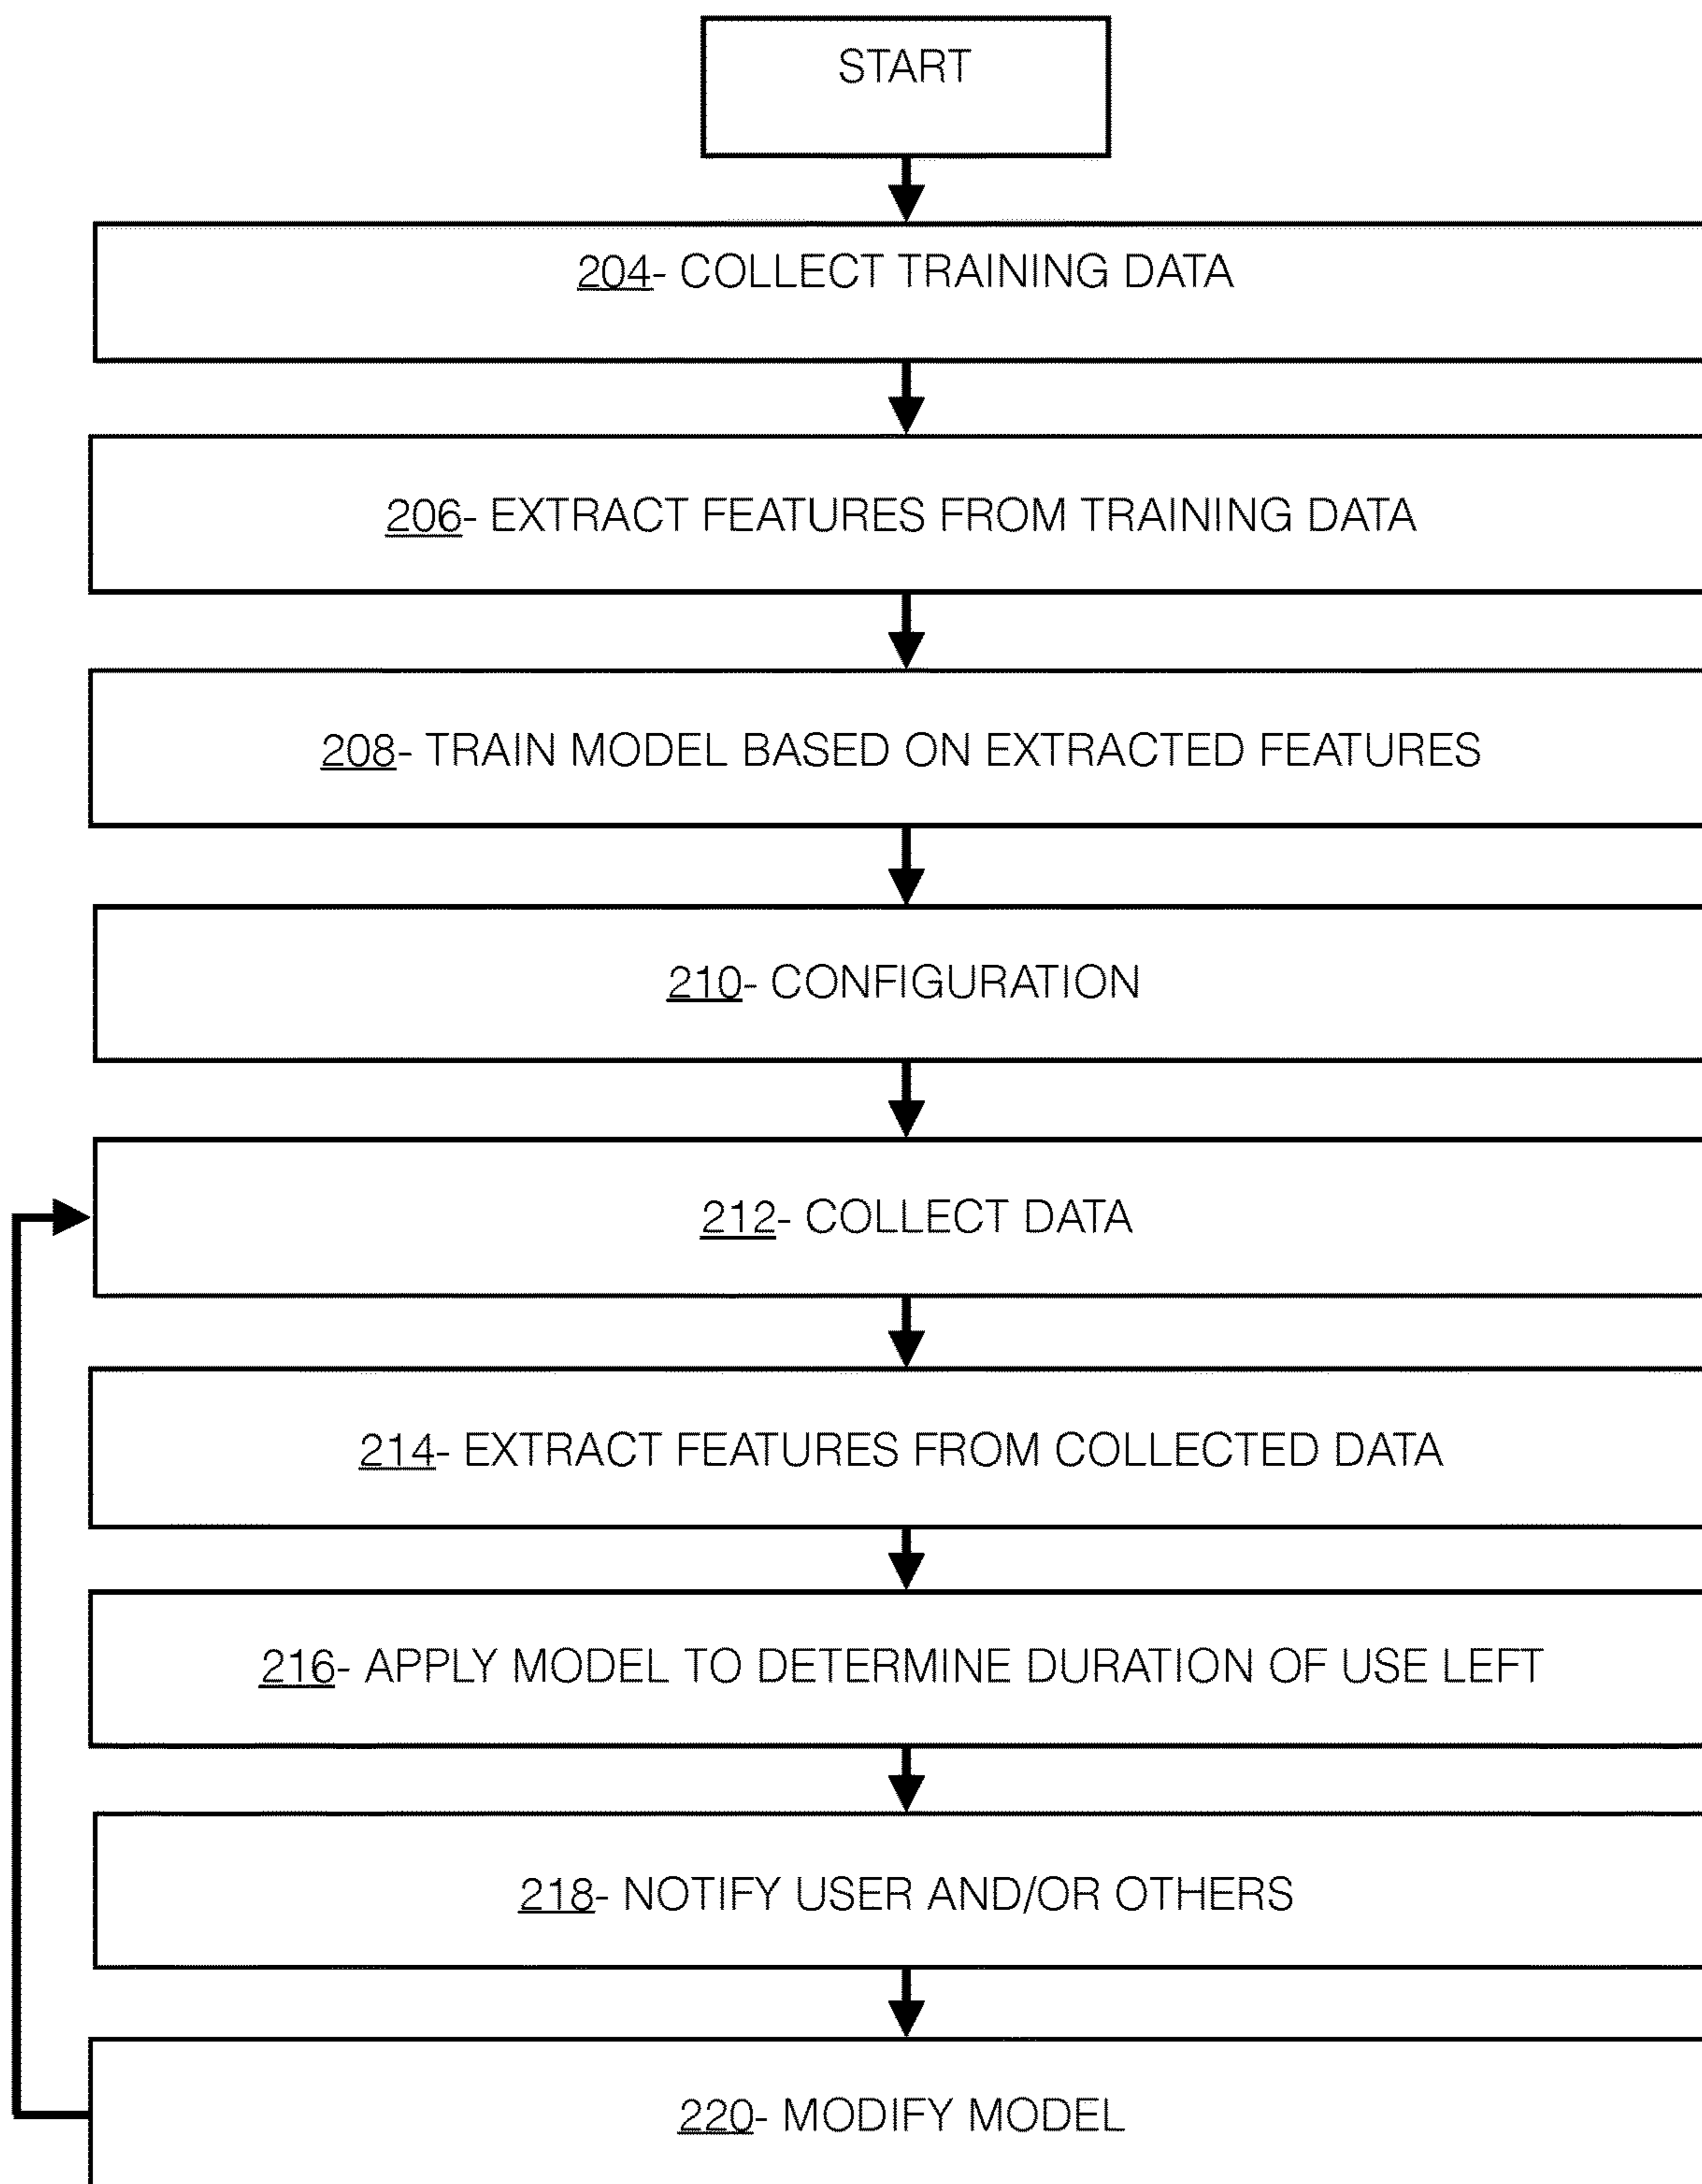 START
204- COLLECT TRAINING DATA
206- EXTRACT FEATURES FROM TRAINING DATA
208- TRAIN MODEL BASED ON EXTRACTED FEATURES
210- CONFIGURATION
212- COLLECT DATA
214- EXTRACT FEATURES FROM COLLECTED DATA
216- APPLY MODEL TO DETERMINE DURATION OF USE LEFT
218- NOTIFY USER AND/OR OTHERS
220- MODIFY MODEL